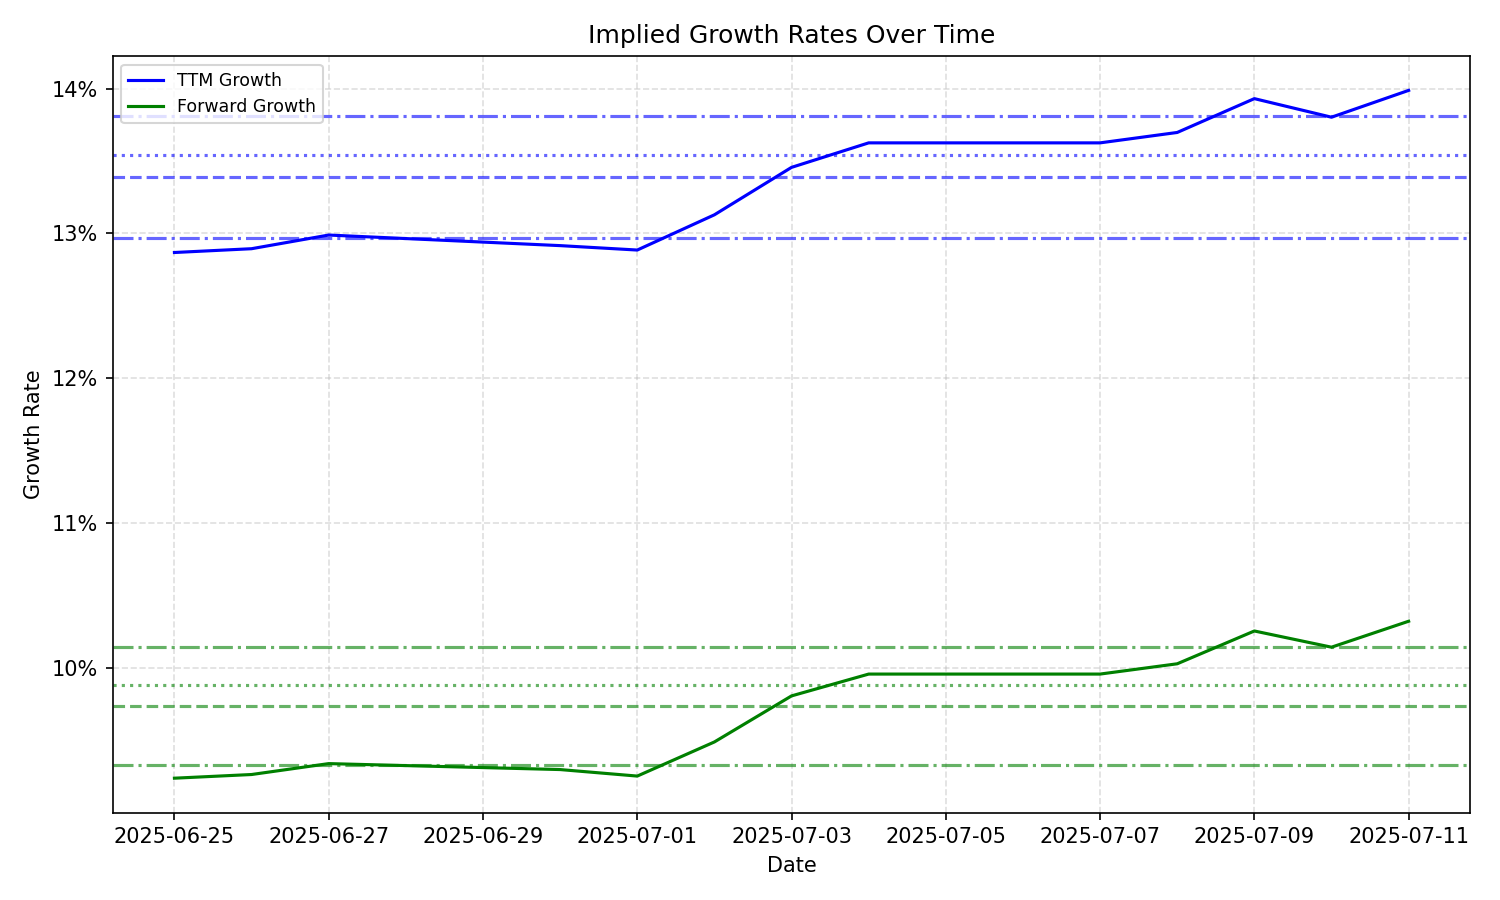 Implied Growth Rates Over Time
TTM Growth
Forward Growth
14%
13%
12%
11%
10%
Growth Rate
2025-06-25 2025-06-27 2025-06-29 2025-07-01 2025-07-03 2025-07-05 2025-07-07 2025-07-09 2025-07-11
Date